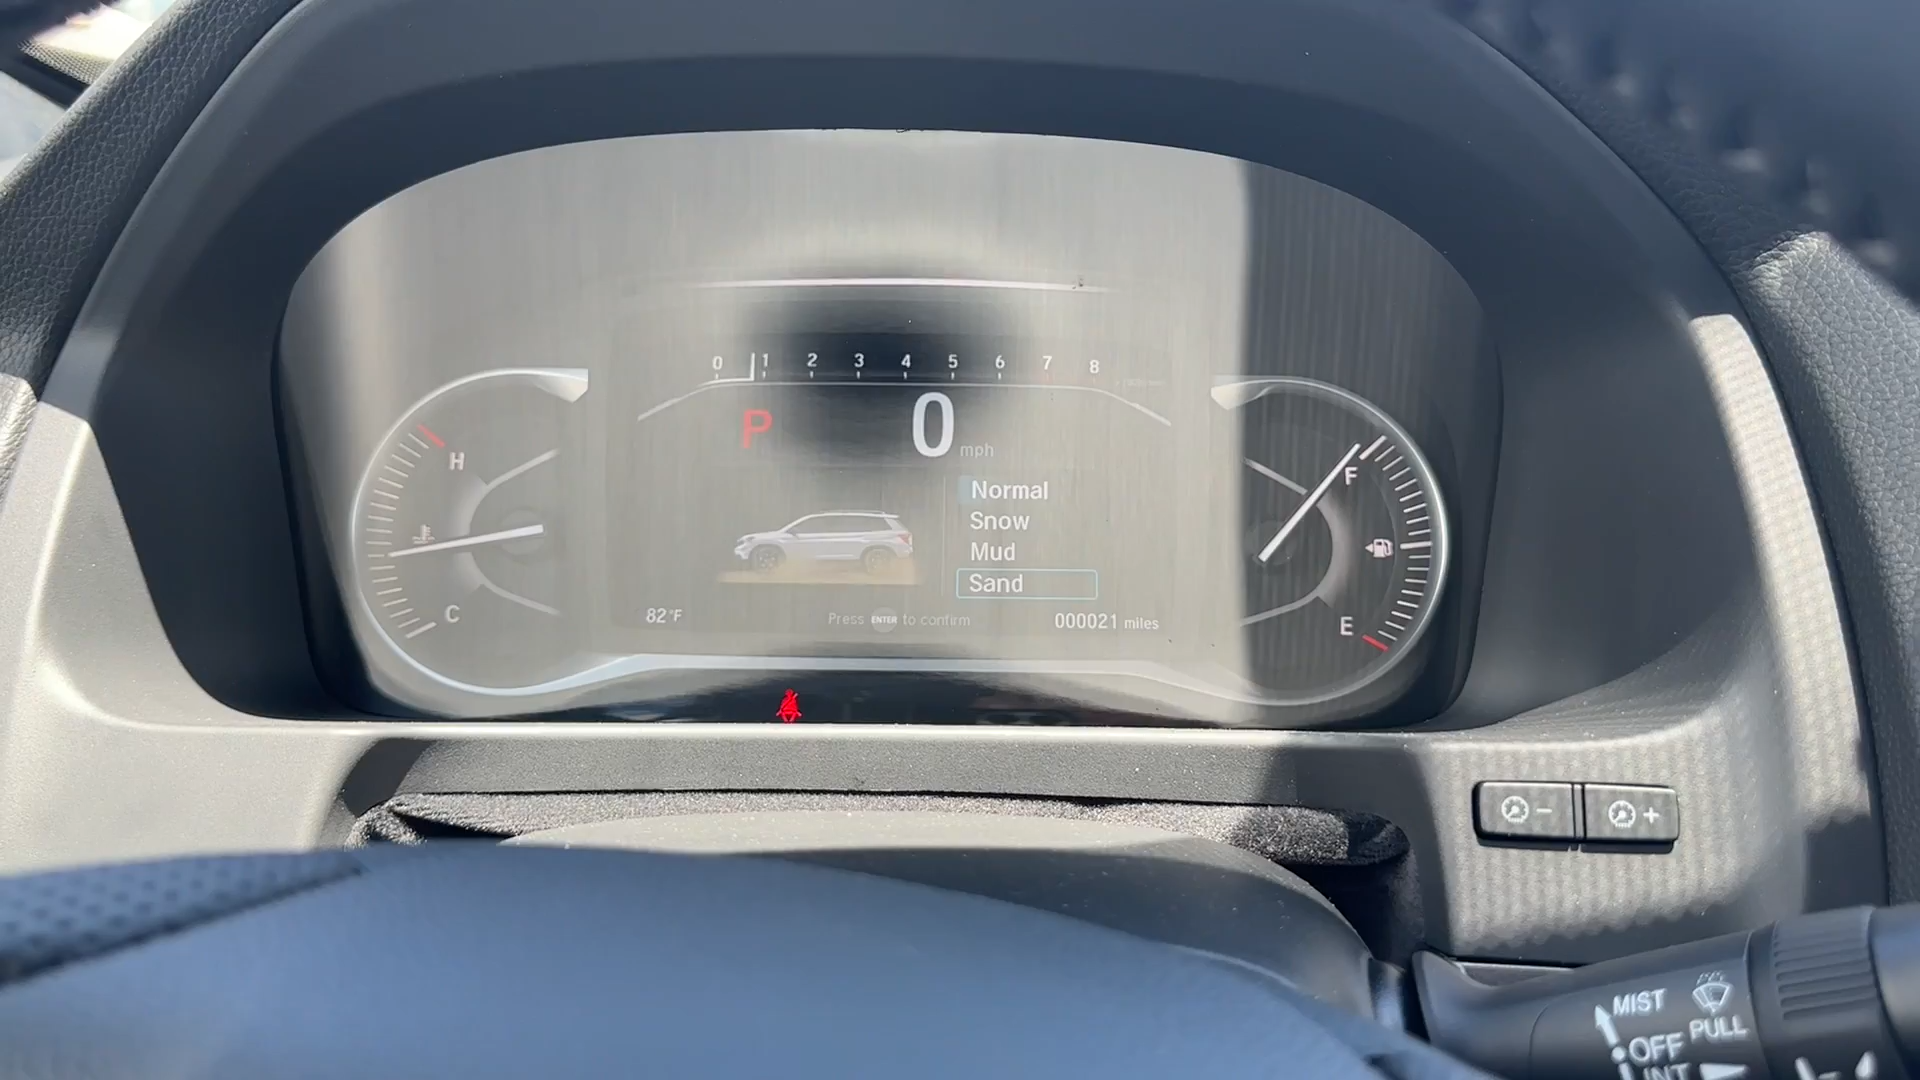 0 1 2 3 4 5 6 7 8
P 0 mph
H
F
Normal
Snow
Mud
Sand
C
E
82°F
Press ENTER to confirm
000021 miles
-
+
MIST
PULL
OFF
INT